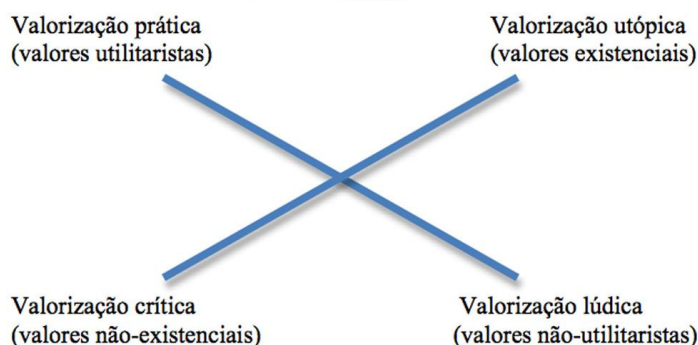 Valorização prática
(valores utilitaristas)
Valorização utópica
(valores existenciais)
Valorização crítica
(valores não-existenciais)
Valorização lúdica
(valores não-utilitaristas)